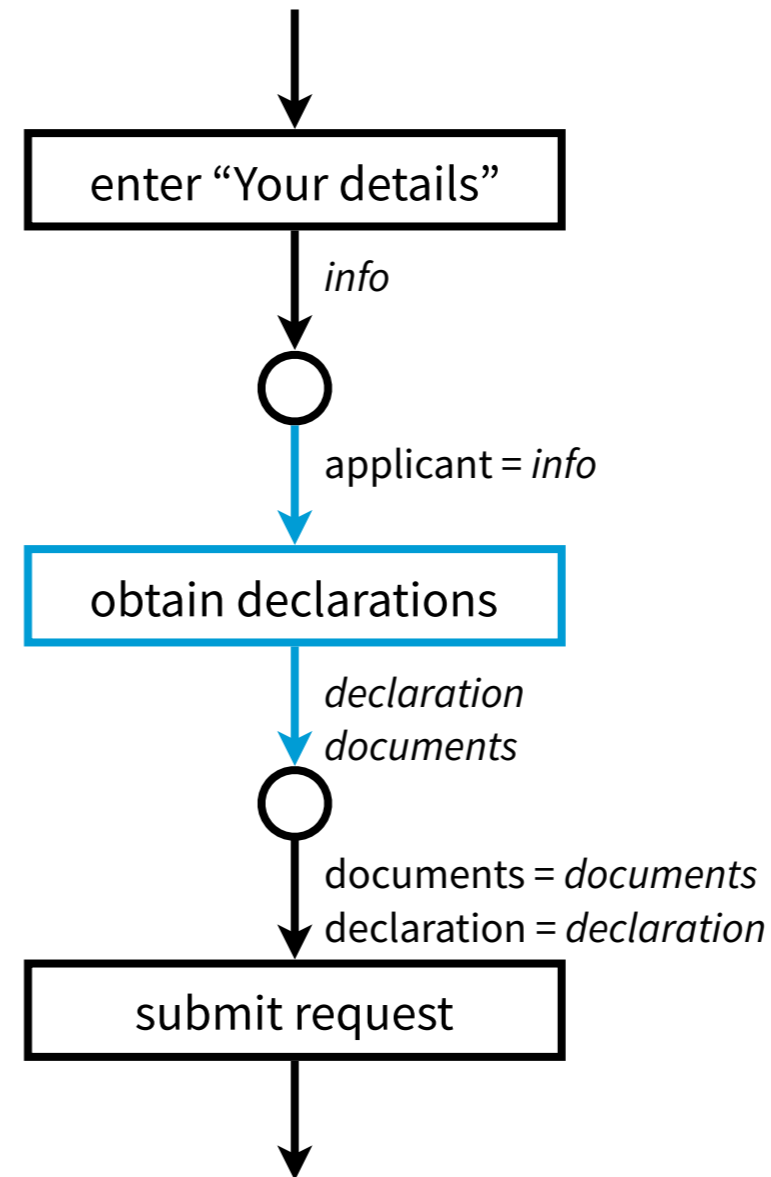 enter “Your details”
info
applicant = info
obtain declarations
declaration
documents
documents = documents
declaration = declaration
submit request